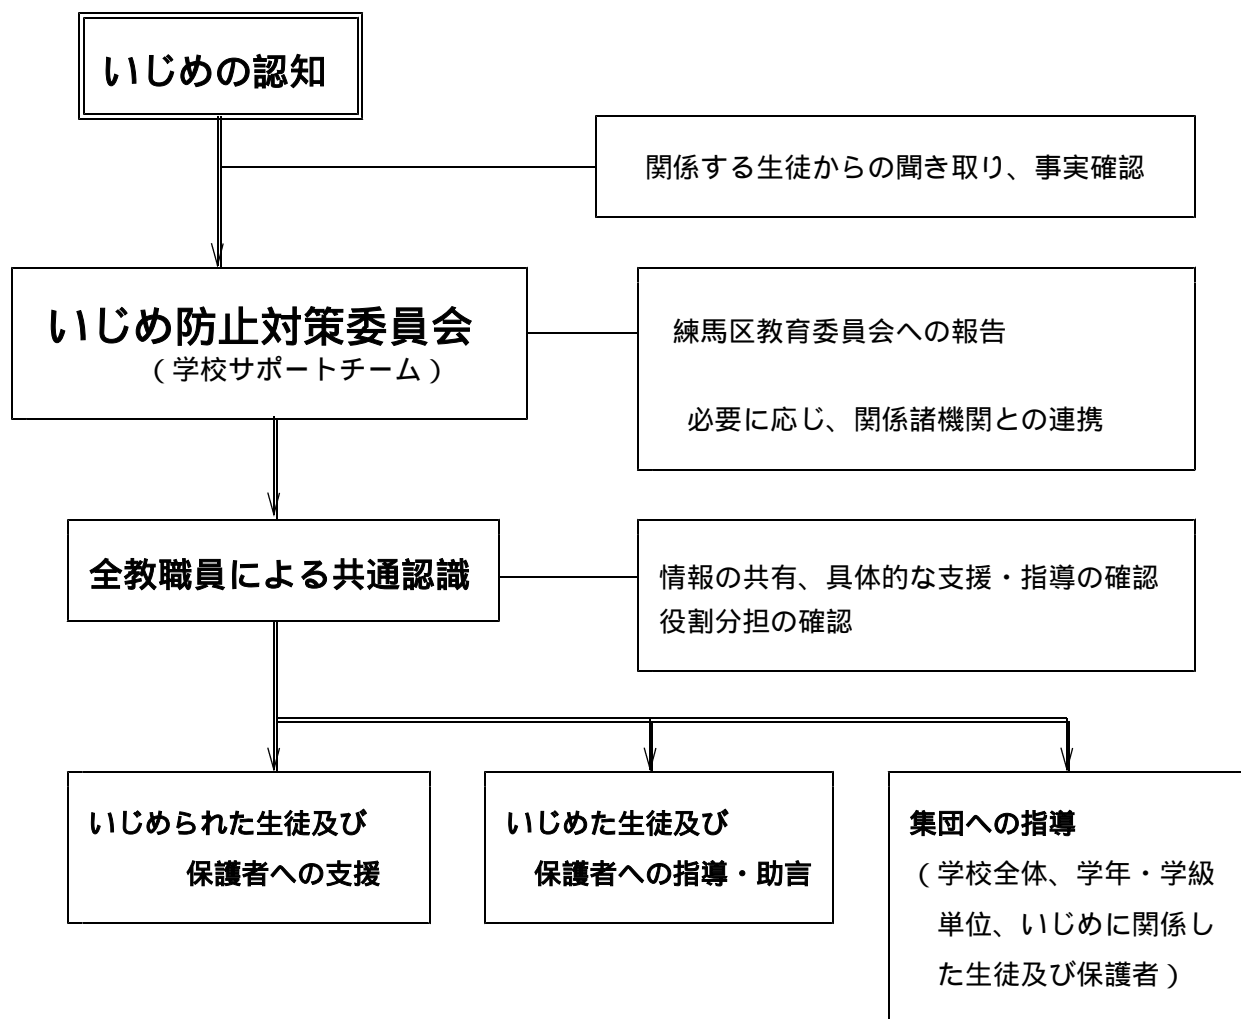 いじめの認知
関係する生徒からの聞き取り、事実確認
いじめ防止対策委員会
(学校サポートチーム)
練馬区教育委員会への報告
必要に応じ、関係諸機関との連携
全教職員による共通認識
情報の共有、具体的な支援・指導の確認
役割分担の確認
いじめられた生徒及び
保護者への支援
いじめた生徒及び
保護者への指導・助言
集団への指導
(学校全体、学年・学級
単位、いじめに関係し
た生徒及び保護者)